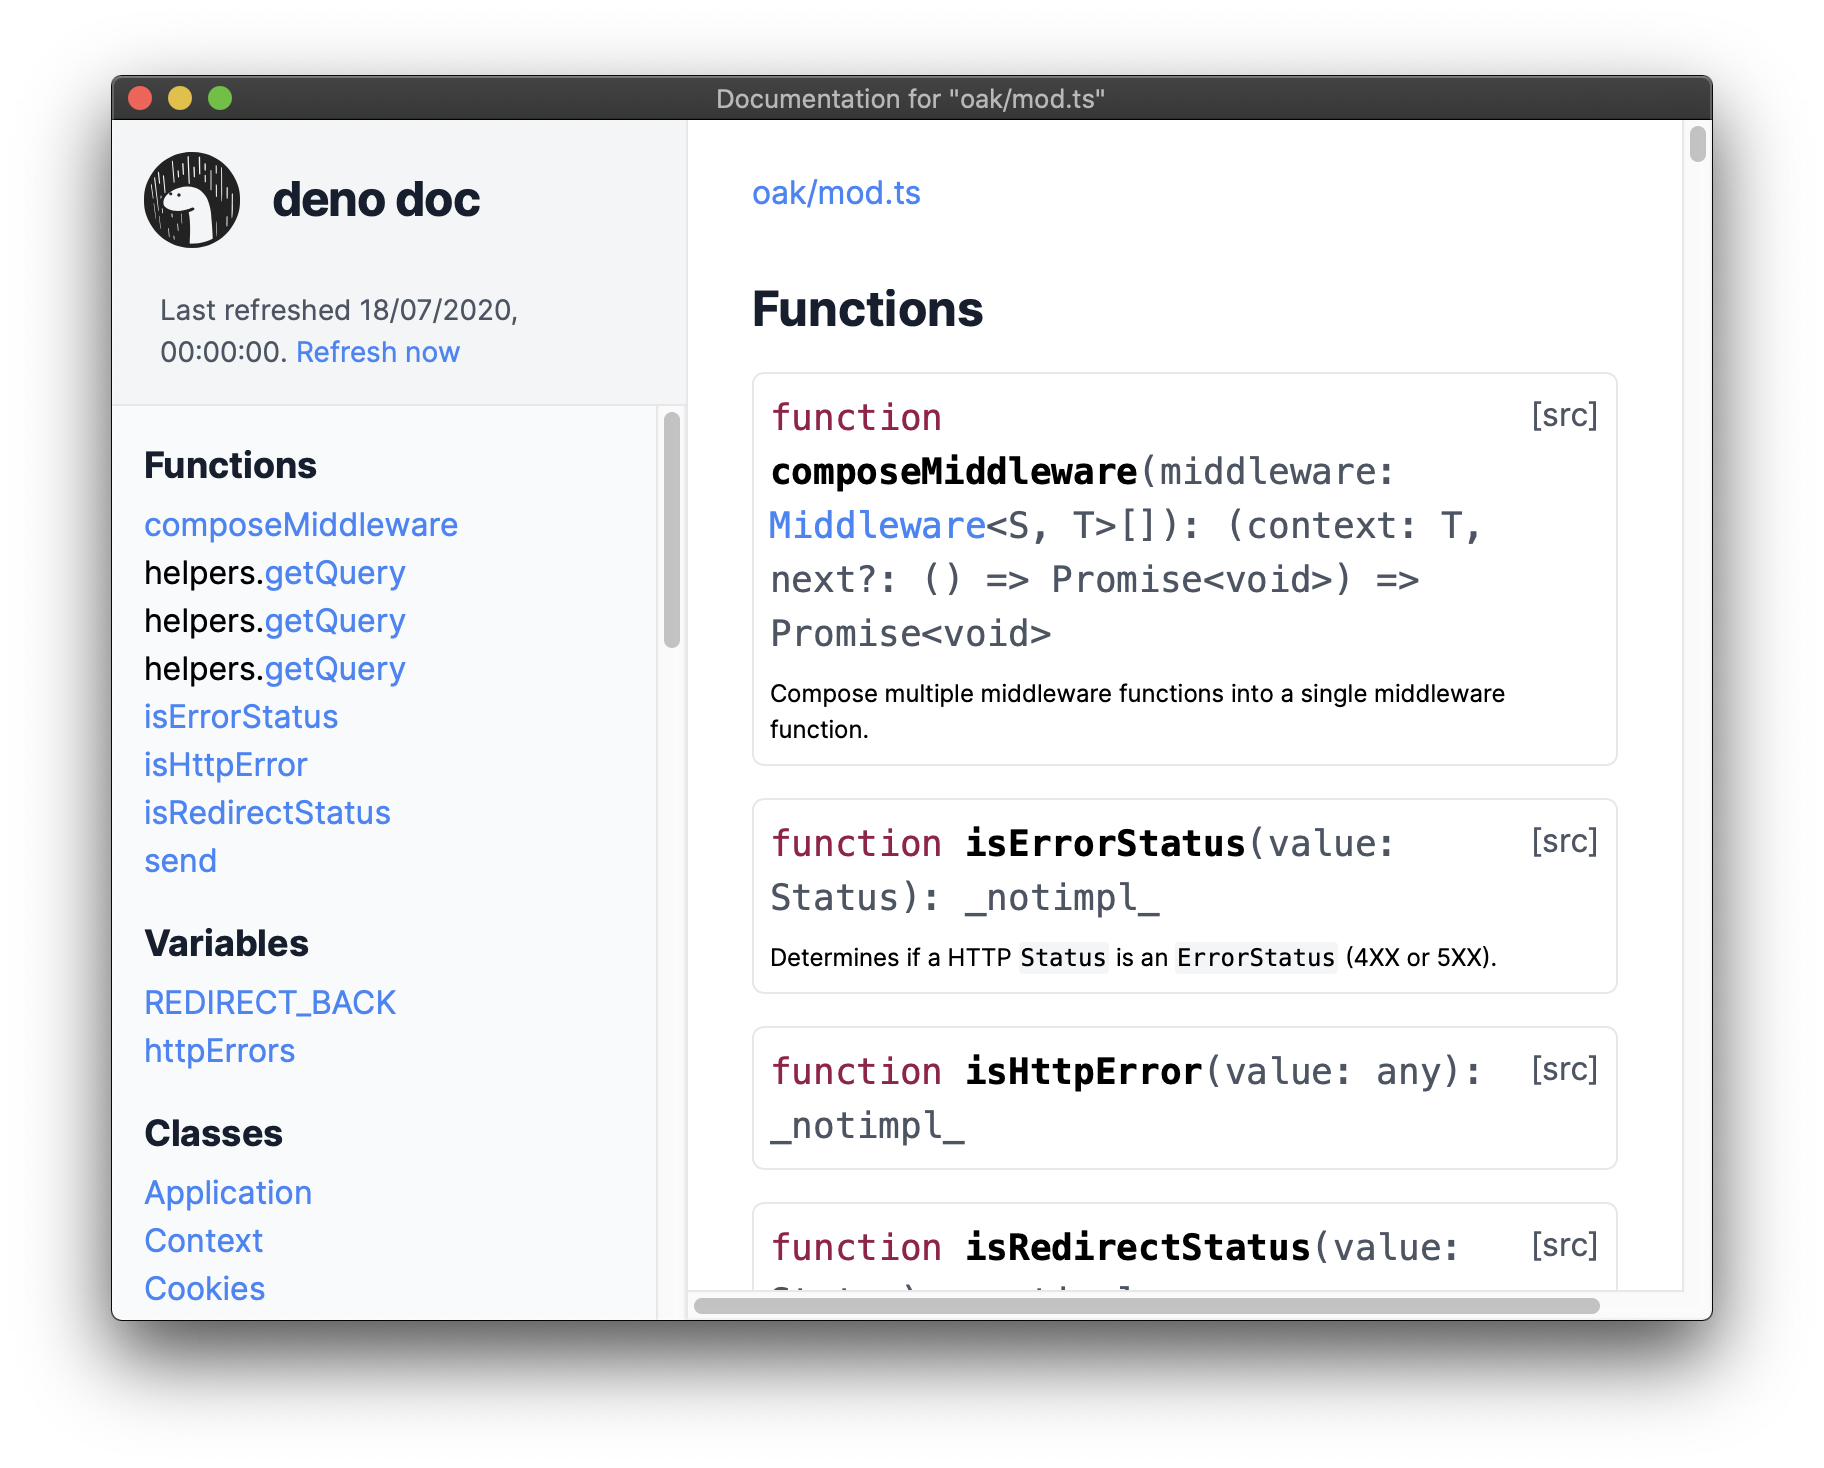 Documentation for "oak/mod.ts"
deno doc
Last refreshed 18/07/2020,
00:00:00. Refresh now
Functions
composeMiddleware
helpers.getQuery
helpers.getQuery
helpers.getQuery
isErrorStatus
isHttpError
isRedirectStatus
send
Variables
REDIRECT_BACK
httpErrors
Classes
Application
Context
Cookies
oak/mod.ts
Functions
function [src]
composeMiddleware(middleware:
Middleware<S, T>[]): (context: T,
next?: () => Promise<void>) =>
Promise<void>
Compose multiple middleware functions into a single middleware
function.
function isErrorStatus(value: [src]
Status): _notimpl_
Determines if a HTTP Status is an ErrorStatus (4XX or 5XX).
function isHttpError(value: any): [src]
_notimpl_
function isRedirectStatus(value: [src]